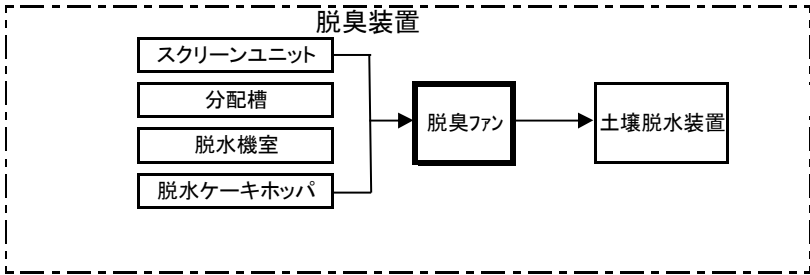 脱臭装置
スクリーンユニット
分配槽
脱水機室
脱水ケーキホッパ
脱臭ファン
土壌脱水装置